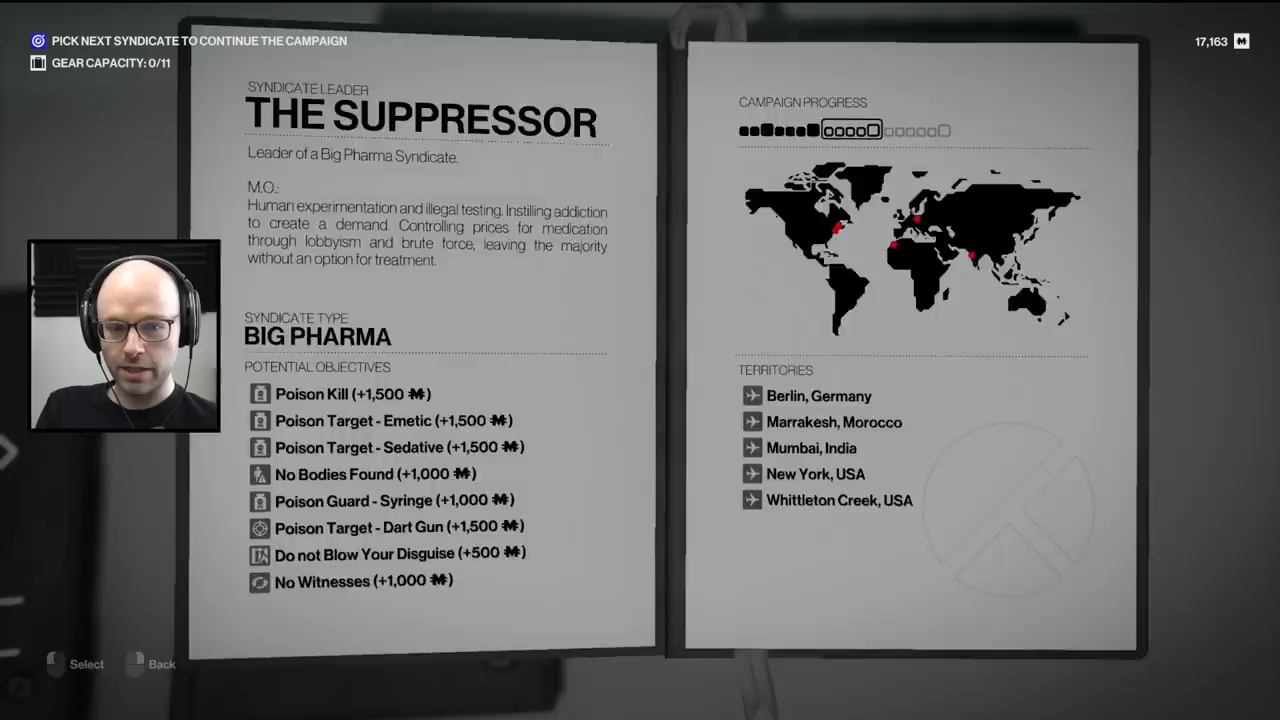 PICK NEXT SYNDICATE TO CONTINUE THE CAMPAIGN
GEAR CAPACITY: 0/11
17,163
SYNDICATE LEADER
THE SUPPRESSOR
Leader of a Big Pharma Syndicate.
M.O.:
Human experimentation and illegal testing. Instilling addiction
to create a demand. Controlling prices for medication
through lobbyism and brute force, leaving the majority
without an option for treatment.
SYNDICATE TYPE
BIG PHARMA
POTENTIAL OBJECTIVES
Poison Kill (+1,500)
Poison Target - Emetic (+1,500)
Poison Target - Sedative (+1,500)
No Bodies Found (+1,000)
Poison Guard - Syringe (+1,000)
Poison Target - Dart Gun (+1,500)
Do not Blow Your Disguise (+500)
No Witnesses (+1,000)
CAMPAIGN PROGRESS
TERRITORIES
Berlin, Germany
Marrakesh, Morocco
Mumbai, India
New York, USA
Whittleton Creek, USA
Select
Back